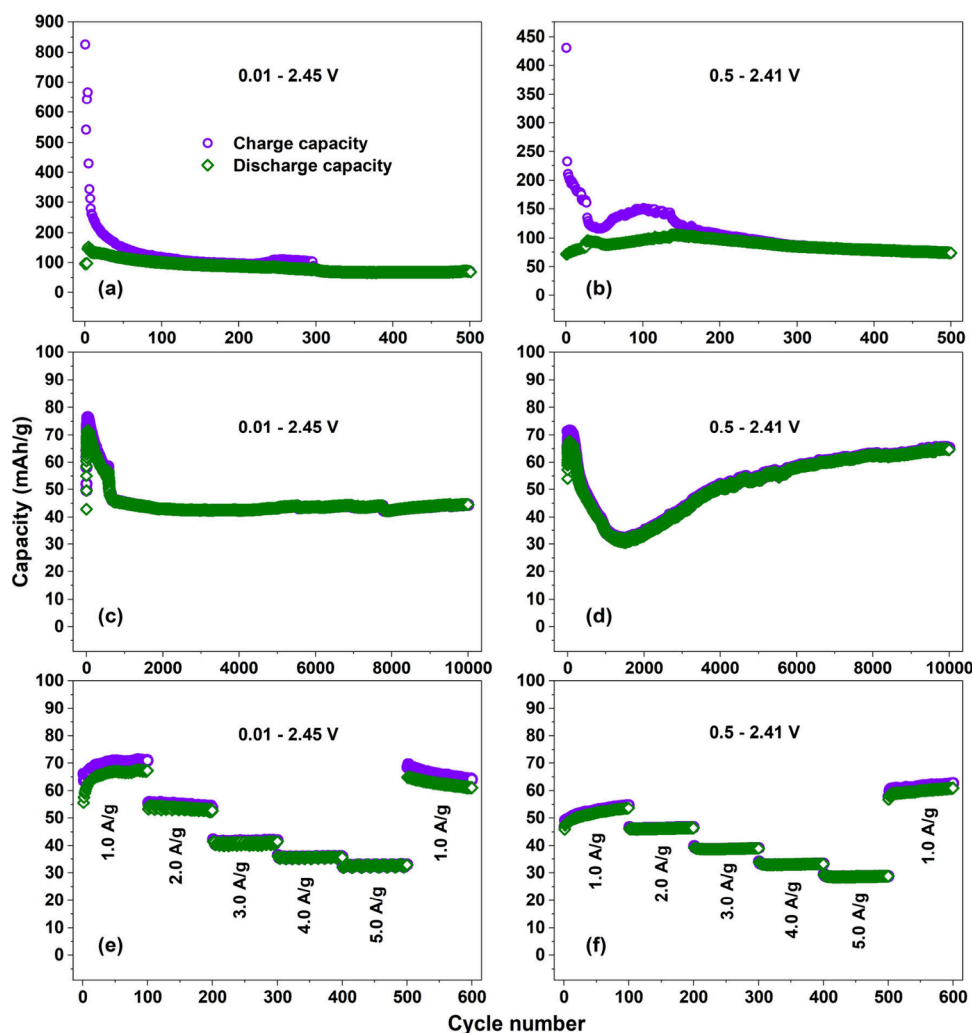 900
800
700
600
500
400
300
200
100
0
0.01 - 2.45 V
Charge capacity
Discharge capacity
(a)
0 100 200 300 400 500
450
400
350
300
250
200
150
100
50
0
0.5 - 2.41 V
(b)
0 100 200 300 400 500
Capacity (mAh/g)
100
90
80
70
60
50
40
30
20
10
0
0.01 - 2.45 V
(c)
0 2000 4000 6000 8000 10000
100
90
80
70
60
50
40
30
20
10
0
0.5 - 2.41 V
(d)
0 2000 4000 6000 8000 10000
100
90
80
70
60
50
40
30
20
10
0
0.01 - 2.45 V
1.0 A/g
2.0 A/g
3.0 A/g
4.0 A/g
5.0 A/g
1.0 A/g
(e)
0 100 200 300 400 500 600
100
90
80
70
60
50
40
30
20
10
0
0.5 - 2.41 V
1.0 A/g
2.0 A/g
3.0 A/g
4.0 A/g
5.0 A/g
1.0 A/g
(f)
0 100 200 300 400 500 600
Cycle number